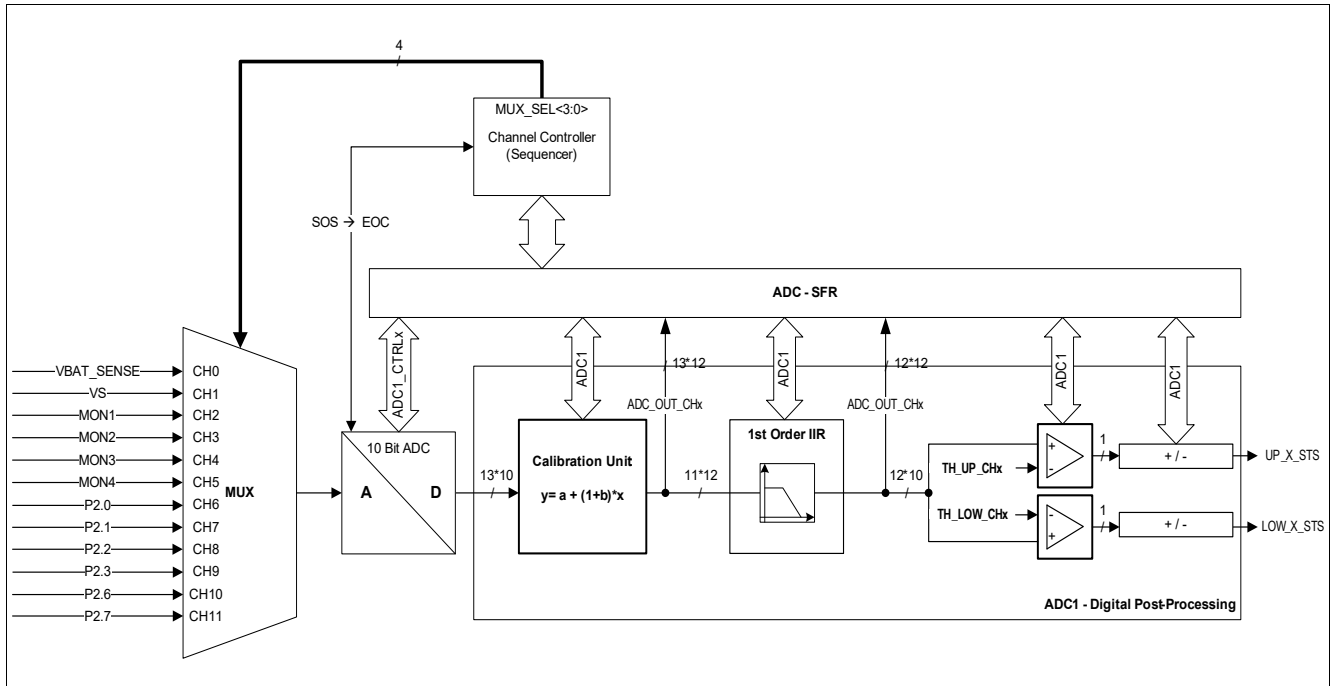 4
MUX_SEL<3:0>
Channel Controller
(Sequencer)
SOS → EOC
ADC - SFR
ADC1_CTRLx
ADC1
13*12
ADC1
12*12
ADC1
ADC1
VBAT_SENSE CH0
VS CH1
MON1 CH2
MON2 CH3
MON3 CH4
MON4 CH5
P2.0 CH6
P2.1 CH7
P2.2 CH8
P2.3 CH9
P2.6 CH10
P2.7 CH11
MUX
10 Bit ADC
A D
13*10
Calibration Unit
y= a + (1+b)*x
ADC_OUT_CHx
11*12
1st Order IIR
ADC_OUT_CHx
12*10
TH_UP_CHx
+
-
1
+ / -
UP_X_STS
TH_LOW_CHx
-
+
1
+ / -
LOW_X_STS
ADC1 - Digital Post-Processing